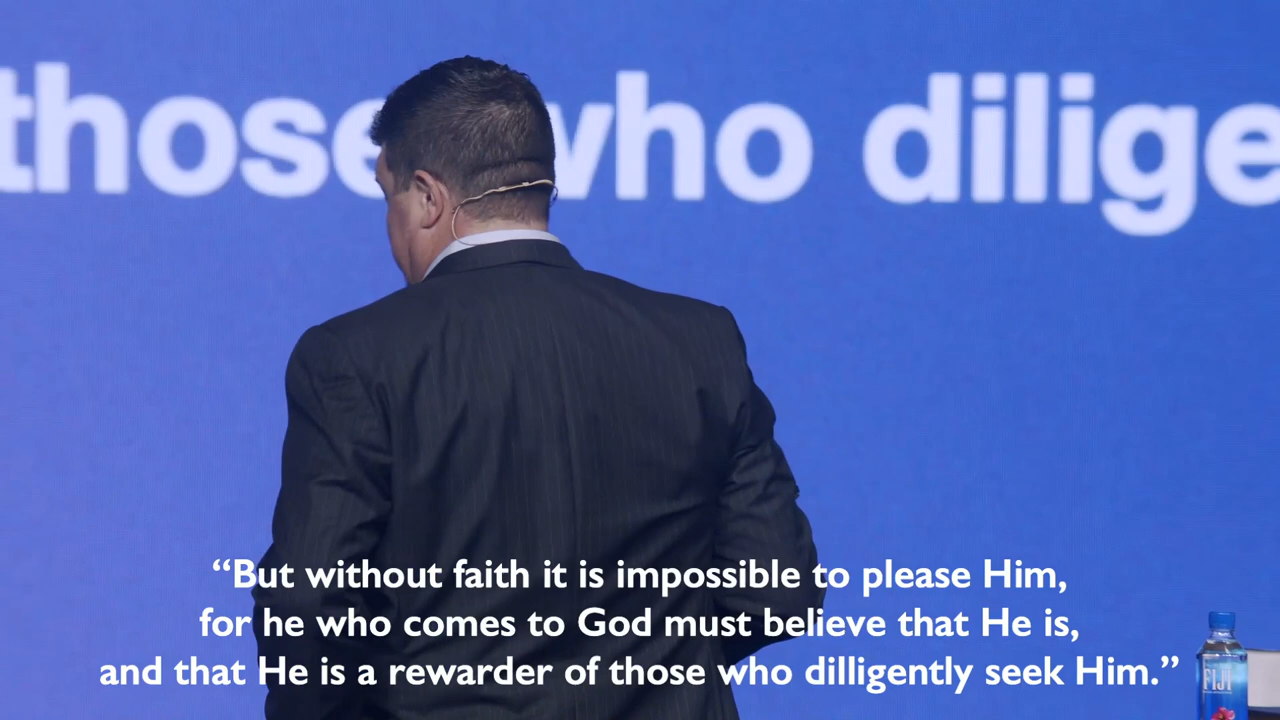 those who dilige
“But without faith it is impossible to please Him,
for he who comes to God must believe that He is,
and that He is a rewarder of those who dilligently seek Him.”
FIJI